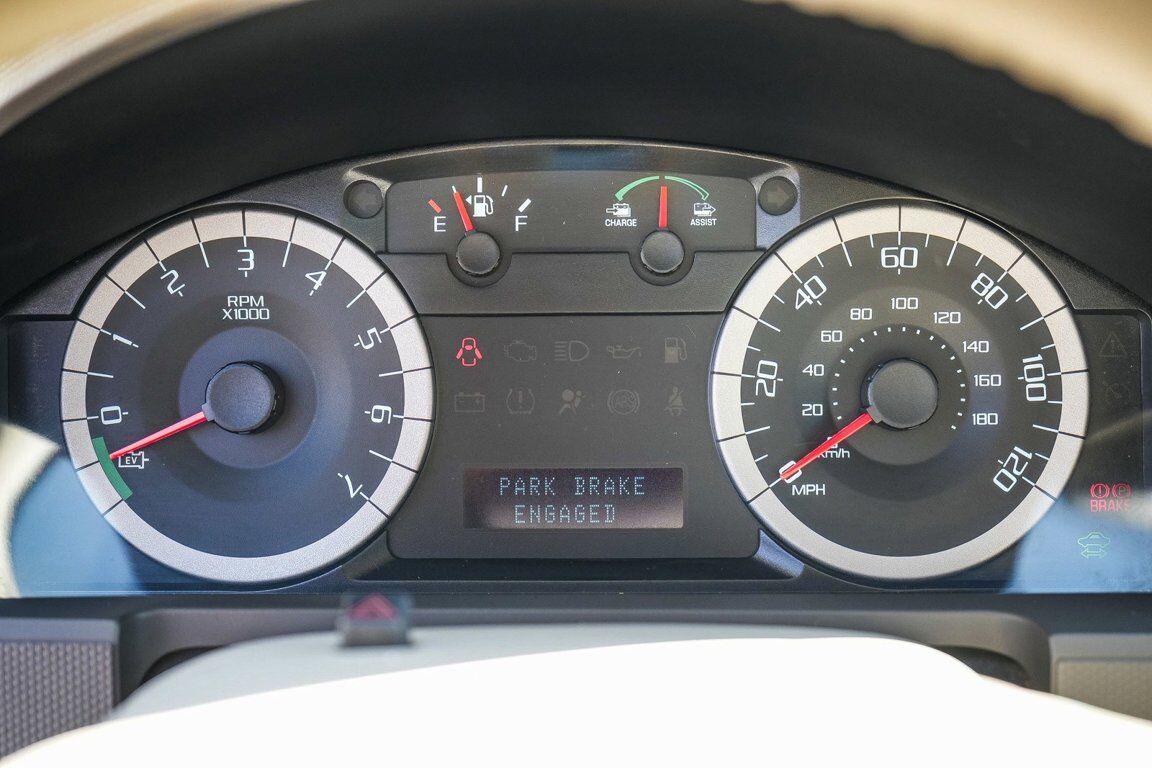 E F
CHARGE ASSIST
0 1 2 3 4 5 6 7
RPM
X1000
EV
PARK BRAKE
ENGAGED
0 20 40 60 80 100 120
20 40 60 80 100 120 140 160 180
km/h
MPH
P
BRAKE